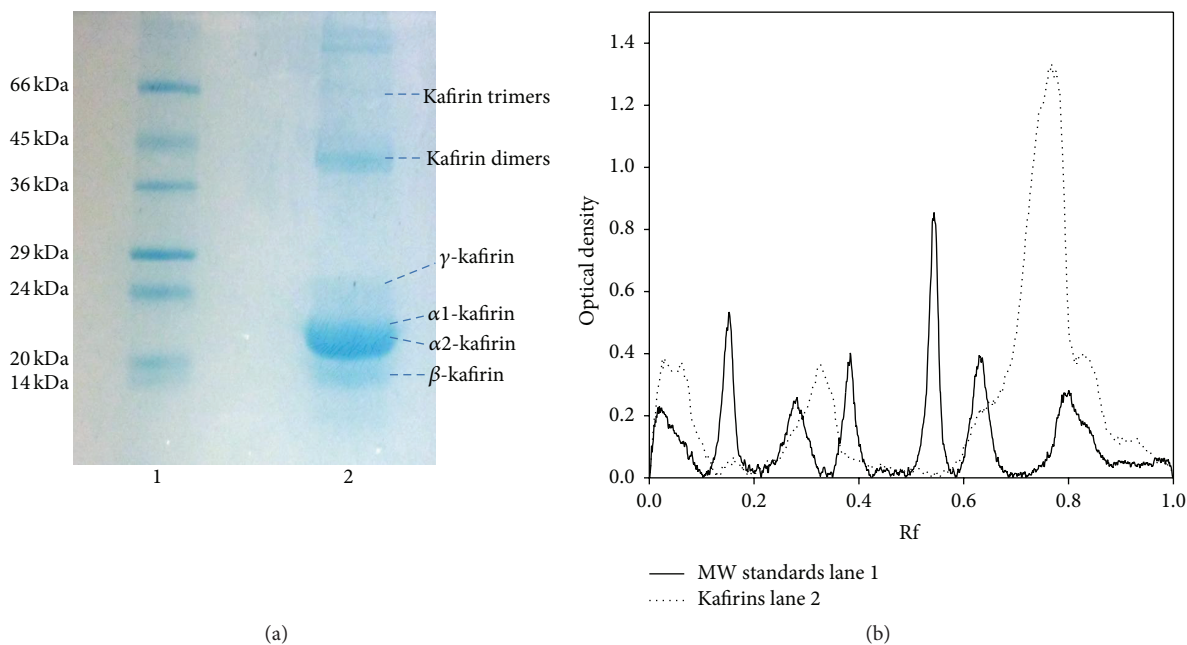 66 kDa
45 kDa
36 kDa
29 kDa
24 kDa
20 kDa
14 kDa
Kafirin trimers
Kafirin dimers
γ-kafirin
α1-kafirin
α2-kafirin
β-kafirin
1 2
(a)
Optical density
1.4
1.2
1.0
0.8
0.6
0.4
0.2
0.0
0.0 0.2 0.4 0.6 0.8 1.0
Rf
MW standards lane 1
Kafirins lane 2
(b)